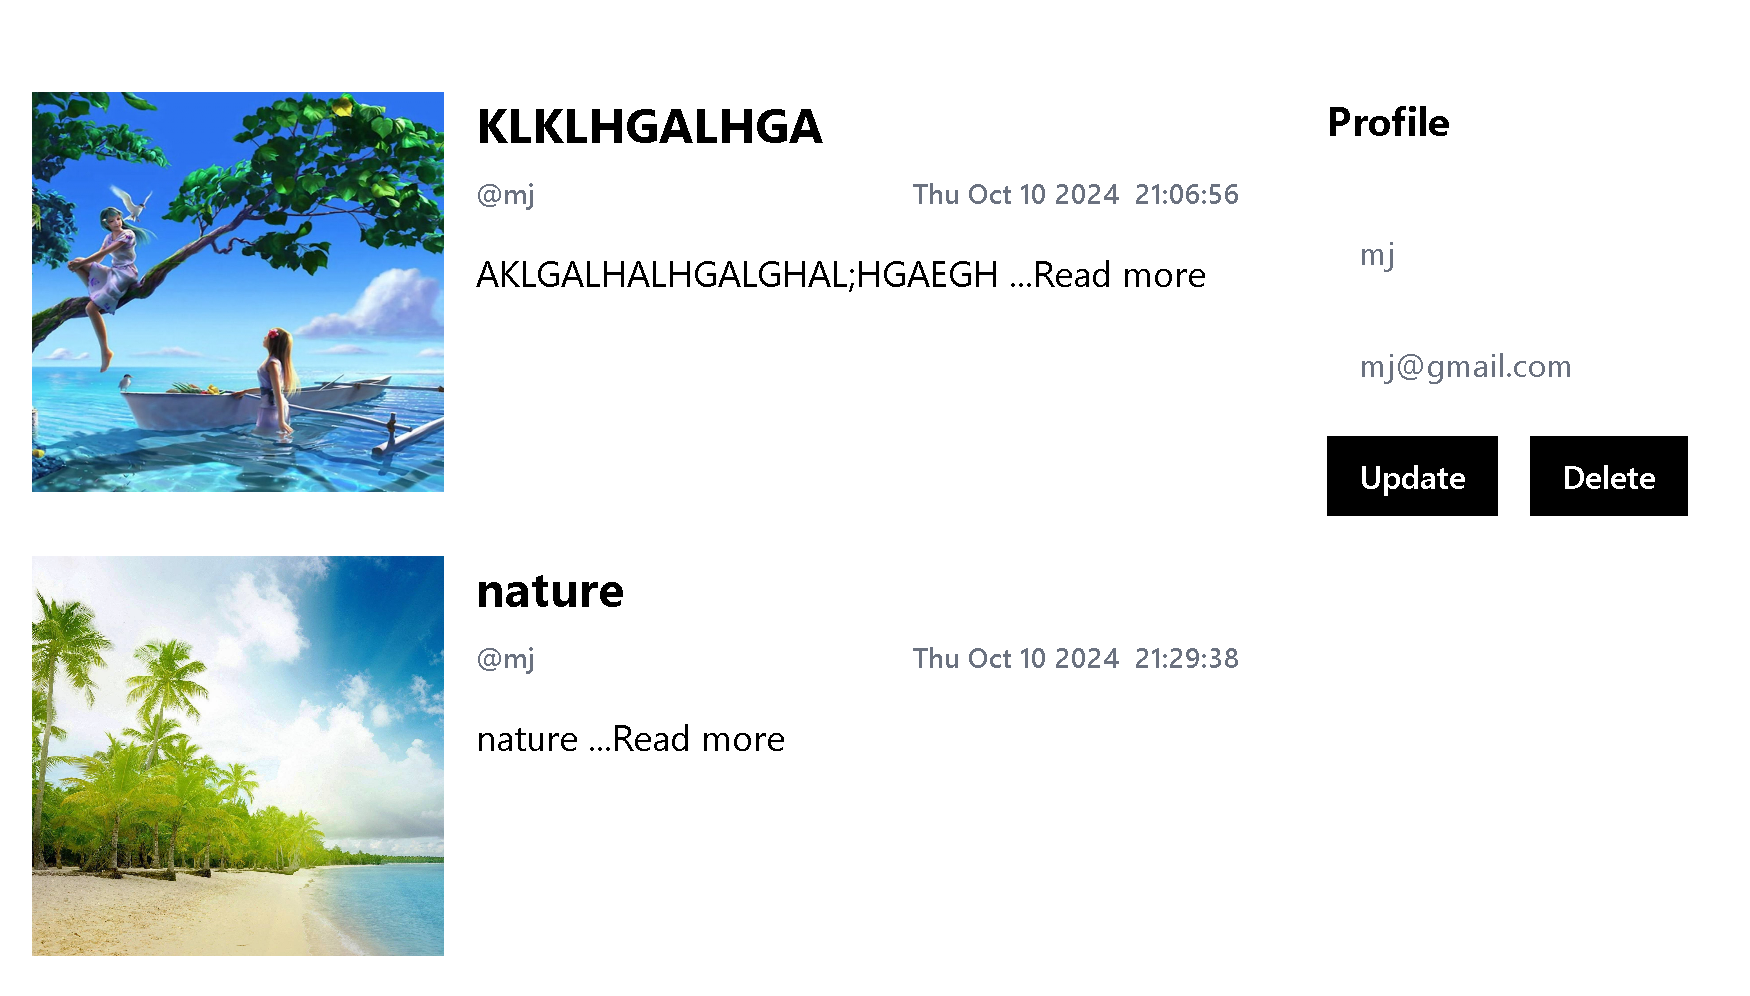 KLKLHGALHGA
@mj Thu Oct 10 2024 21:06:56
AKLGALHALHGALGHAL;HGAEGH ...Read more
nature
@mj Thu Oct 10 2024 21:29:38
nature ...Read more
Profile
mj
mj@gmail.com
Update Delete